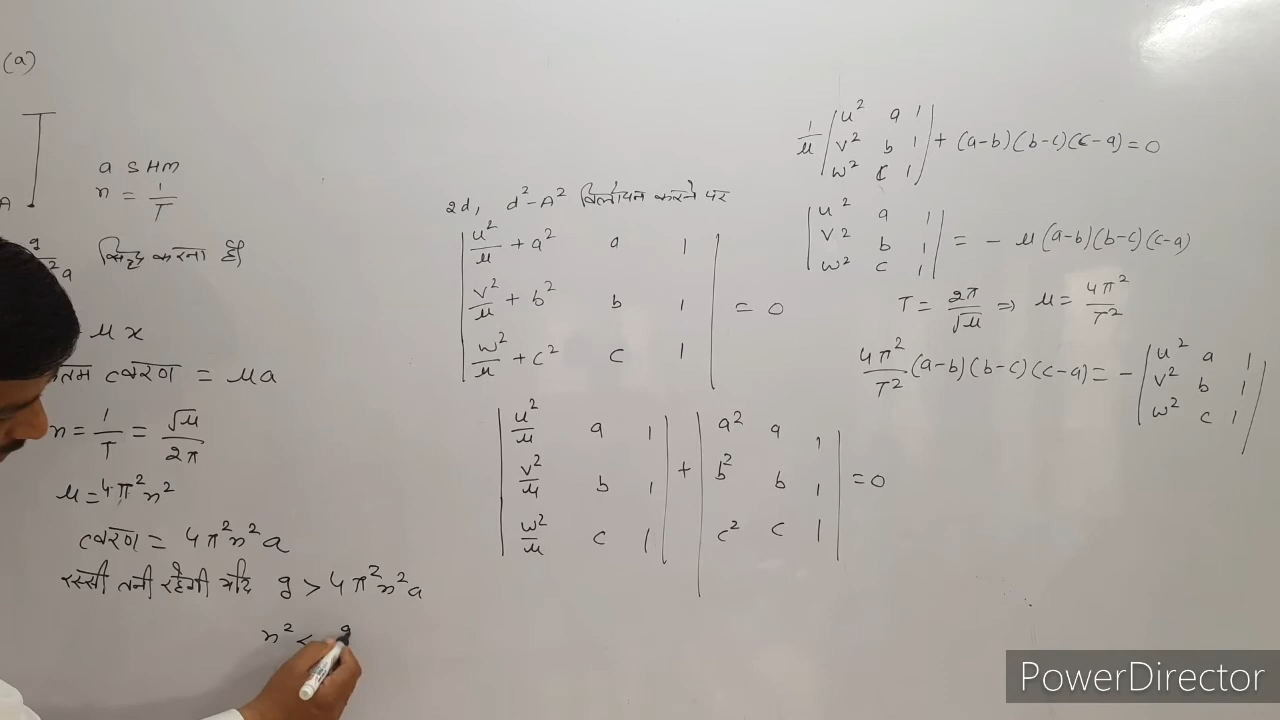 (a)
A
a SHM
n = 1/T
g
²a सिद्ध करना है
μx
तम त्वरण = μa
n = 1/T = √μ/2π
μ = 4π²n²
त्वरण = 4π²n²a
रस्सी तनी रहेगी यदि g > 4π²n²a
n² < g
2d, d²-A² विलोपन करने पर
| u²/μ + a² a 1 |
| v²/μ + b² b 1 | = 0
| w²/μ + c² c 1 |
| u²/μ a 1 | | a² a 1 |
| v²/μ b 1 | + | b² b 1 | = 0
| w²/μ c 1 | | c² c 1 |
| u² a 1 |
1/μ | v² b 1 | + (a-b)(b-c)(c-a) = 0
| w² c 1 |
| u² a 1 |
| v² b 1 | = - μ(a-b)(b-c)(c-a)
| w² c 1 |
T = 2π/√μ ⇒ μ = 4π²/T²
| u² a 1 |
4π²/T² (a-b)(b-c)(c-a) = - | v² b 1 |
| w² c 1 |
PowerDirector